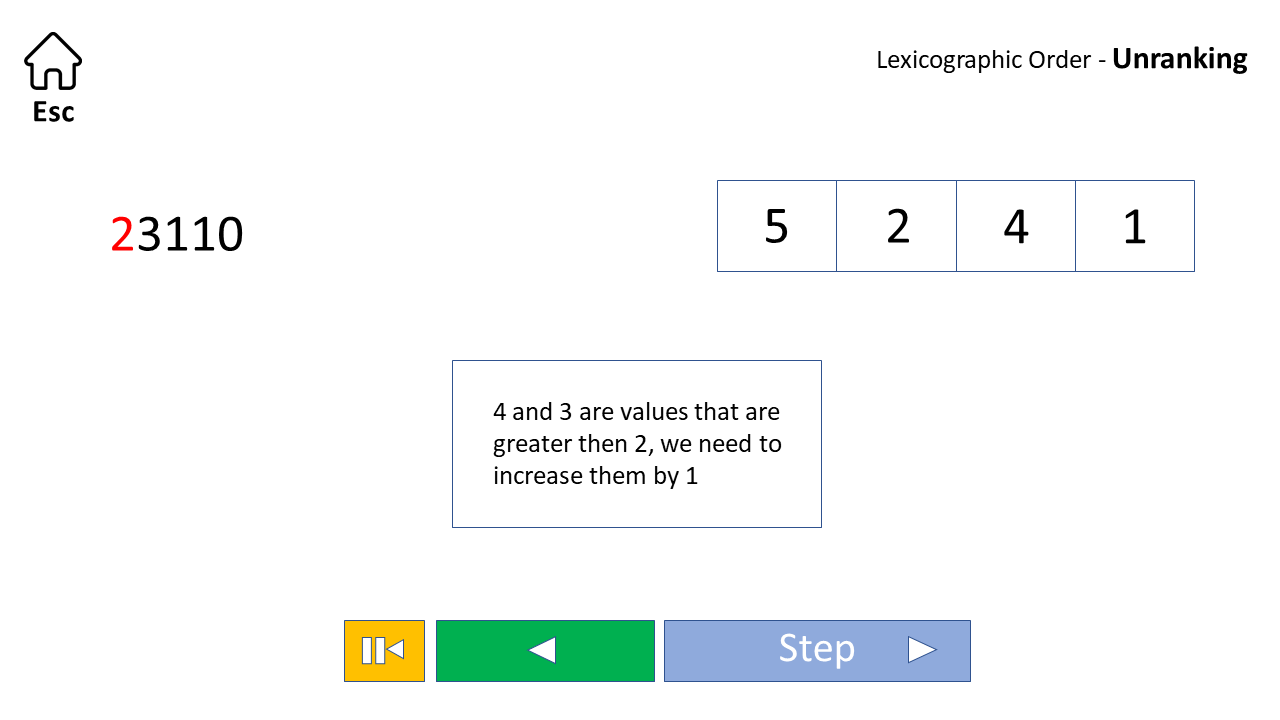 Lexicographic Order - Unranking
Esc
23110
5 2 4 1
4 and 3 are values that are
greater then 2, we need to
increase them by 1
Step